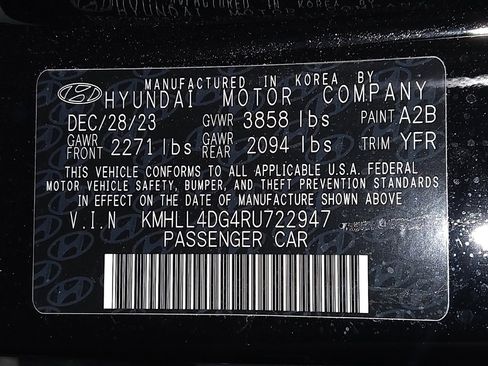 MANUFACTURED IN KOREA BY
HYUNDAI MOTOR COMPANY
DEC/28/23 GVWR 3858 lbs PAINT A2B
GAWR FRONT 2271 lbs GAWR REAR 2094 lbs TRIM YFR
THIS VEHICLE CONFORMS TO ALL APPLICABLE U.S.A. FEDERAL
MOTOR VEHICLE SAFETY, BUMPER, AND THEFT PREVENTION STANDARDS
IN EFFECT ON THE DATE OF MANUFACTURE SHOWN ABOVE
V.I.N KMHLL4DG4RU722947
PASSENGER CAR